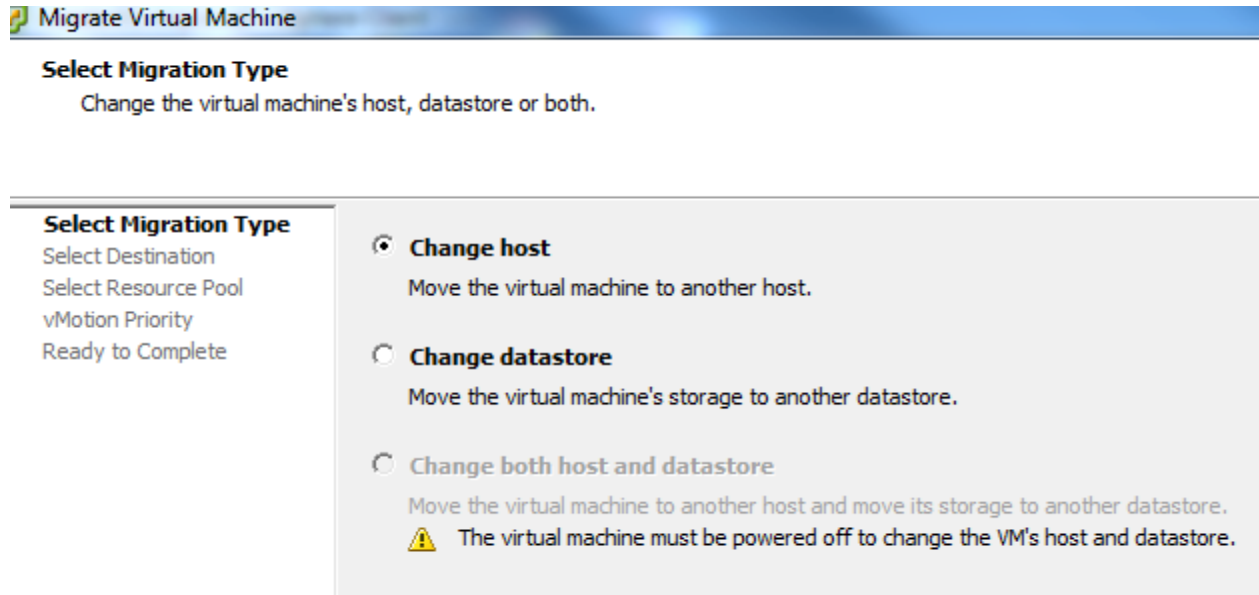 Migrate Virtual Machine
Select Migration Type
Change the virtual machine's host, datastore or both.
Select Migration Type
Select Destination
Select Resource Pool
vMotion Priority
Ready to Complete
Change host
Move the virtual machine to another host.
Change datastore
Move the virtual machine's storage to another datastore.
Change both host and datastore
Move the virtual machine to another host and move its storage to another datastore.
The virtual machine must be powered off to change the VM's host and datastore.